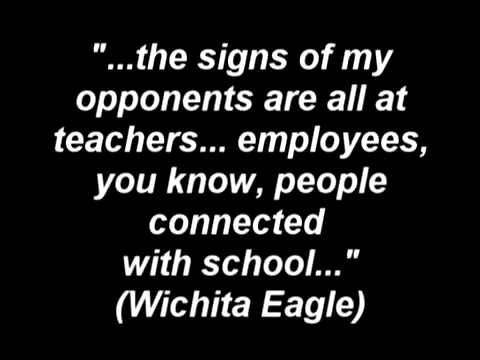 "...the signs of my
opponents are all at
teachers... employees,
you know, people
connected
with school..."
(Wichita Eagle)